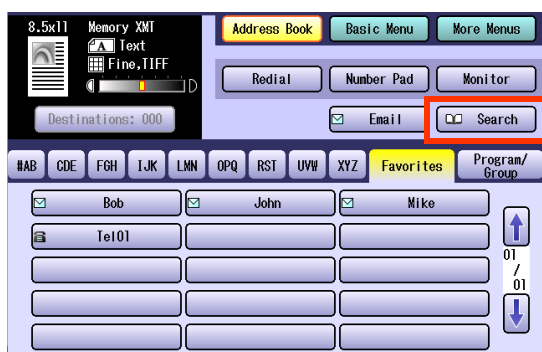 8.5x11 Memory XMT
A Text
Fine,TIFF
D
Destinations: 000
Address Book Basic Menu More Menus
Redial Number Pad Monitor
Email Search
#AB CDE FGH IJK LMN OPQ RST UVW XYZ Favorites Program/
Group
Bob John Mike
Tel01
01
/
01